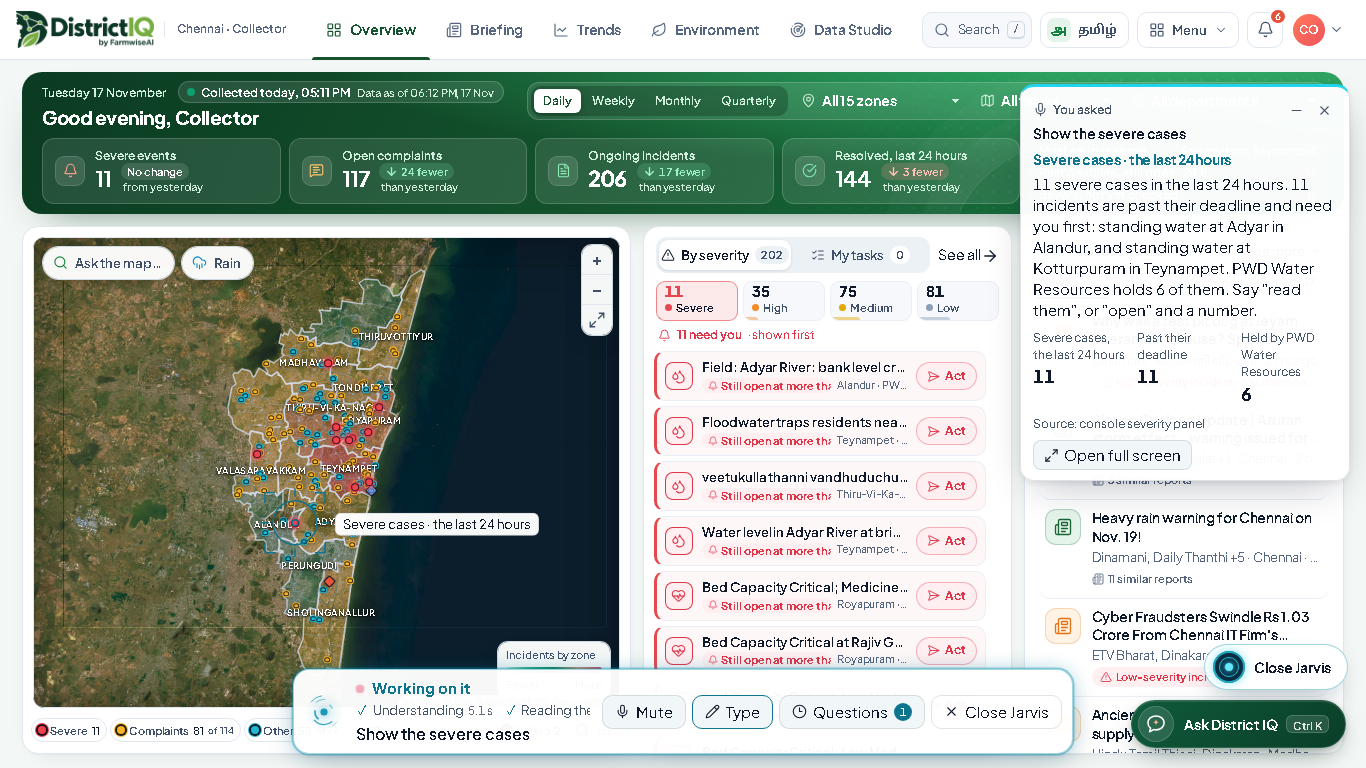 DistrictIQ
by FarmwiseAI
Chennai · Collector
Overview
Briefing
Trends
Environment
Data Studio
Search /
அ தமிழ்
Menu
6
CO
Tuesday 17 November
Collected today, 05:11 PM Data as of 06:12 PM, 17 Nov
Good evening, Collector
Daily Weekly Monthly Quarterly
All 15 zones
Severe events
11 No change
from yesterday
Open complaints
117 ↓ 24 fewer
than yesterday
Ongoing incidents
206 ↓ 17 fewer
than yesterday
Resolved, last 24 hours
144 ↓ 3 fewer
than yesterday
You asked
Show the severe cases
Severe cases · the last 24 hours
11 severe cases in the last 24 hours. 11
incidents are past their deadline and need
you first: standing water at Adyar in
Alandur, and standing water at
Kotturpuram in Teynampet. PWD Water
Resources holds 6 of them. Say "read
them", or "open" and a number.
Severe cases,
the last 24 hours
11
Past their
deadline
11
Held by PWD
Water
Resources
6
Source: console severity panel
Open full screen
Ask the map...
Rain
+
−
THIRUVOTTIYUR
TEYNAMPET
PERUNGUDI
SHOLINGANALLUR
Severe cases · the last 24 hours
Incidents by zone
Severe 11
Complaints 81 of 114
By severity 202
My tasks 0
See all →
11
Severe
35
High
75
Medium
81
Low
11 need you · shown first
Field: Adyar River: bank level cr...
Still open at more tha Alandur · PW...
Act
Floodwater traps residents nea...
Still open at more tha Teynampet ·...
Act
veetukulla thanni vandhuduchu...
Still open at more tha Thiru-Vi-Ka-...
Act
Water level in Adyar River at bri...
Still open at more tha Teynampet ·...
Act
Bed Capacity Critical; Medicine...
Still open at more tha Royapuram ·...
Act
Bed Capacity Critical at Rajiv G...
Still open at more tha Royapuram ·...
Act
similar reports
Heavy rain warning for Chennai on
Nov. 19!
Dinamani, Daily Thanthi +5 · Chennai · ...
11 similar reports
Cyber Fraudsters Swindle Rs 1.03
Crore From Chennai IT Firm's...
ETV Bharat,
Low-severity
Close Jarvis
Ask District IQ Ctrl K
Working on it
✓ Understanding 5.1 s ✓ Reading the
Show the severe cases
Mute
Type
Questions 1
Close Jarvis